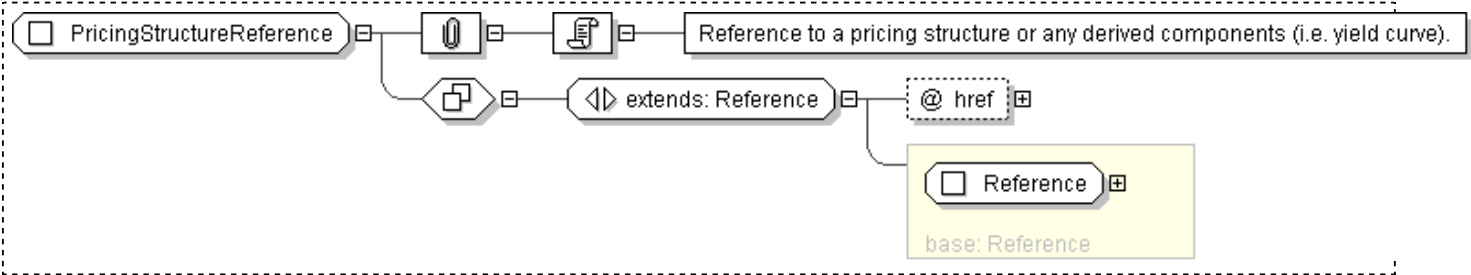 PricingStructureReference
Reference to a pricing structure or any derived components (i.e. yield curve).
extends: Reference
@ href
Reference
base: Reference